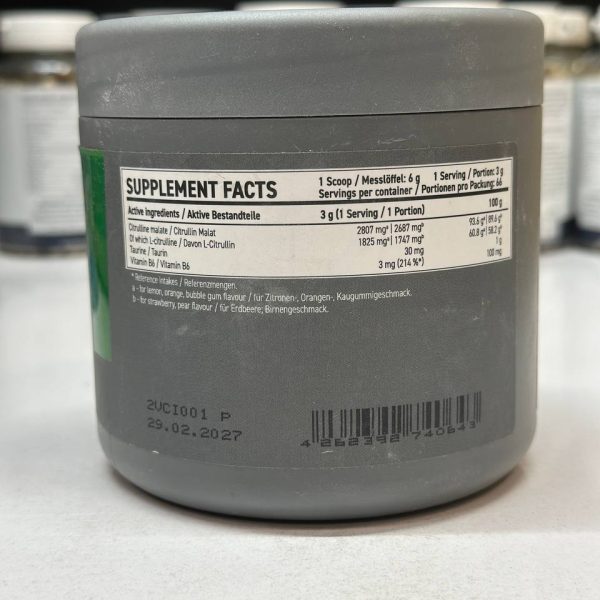 SUPPLEMENT FACTS
1 Scoop / Messlöffel: 6 g 1 Serving / Portion: 3 g
Servings per container / Portionen pro Packung: 66
Active Ingredients / Aktive Bestandteile 3 g (1 Serving / 1 Portion) 100 g
Citrulline malate / Citrullin Malat 2807 mgᵃ | 2687 mgᵇ 93.6 gᵃ | 89.6 gᵇ
Of which L-citrulline / Davon L-Citrullin 1825 mgᵃ | 1747 mgᵇ 60.8 gᵃ | 58.2 gᵇ
Taurine / Taurin 30 mg 1 g
Vitamin B6 / Vitamin B6 3 mg (214 %*) 100 mg
* Reference Intakes / Referenzmengen.
a - for lemon, orange, bubble gum flavour / für Zitronen-, Orangen-, Kaugummigeschmack.
b - for strawberry, pear flavour / für Erdbeere; Birnengeschmack.
2VCI001 P
29.02.2027
4 262392 740643